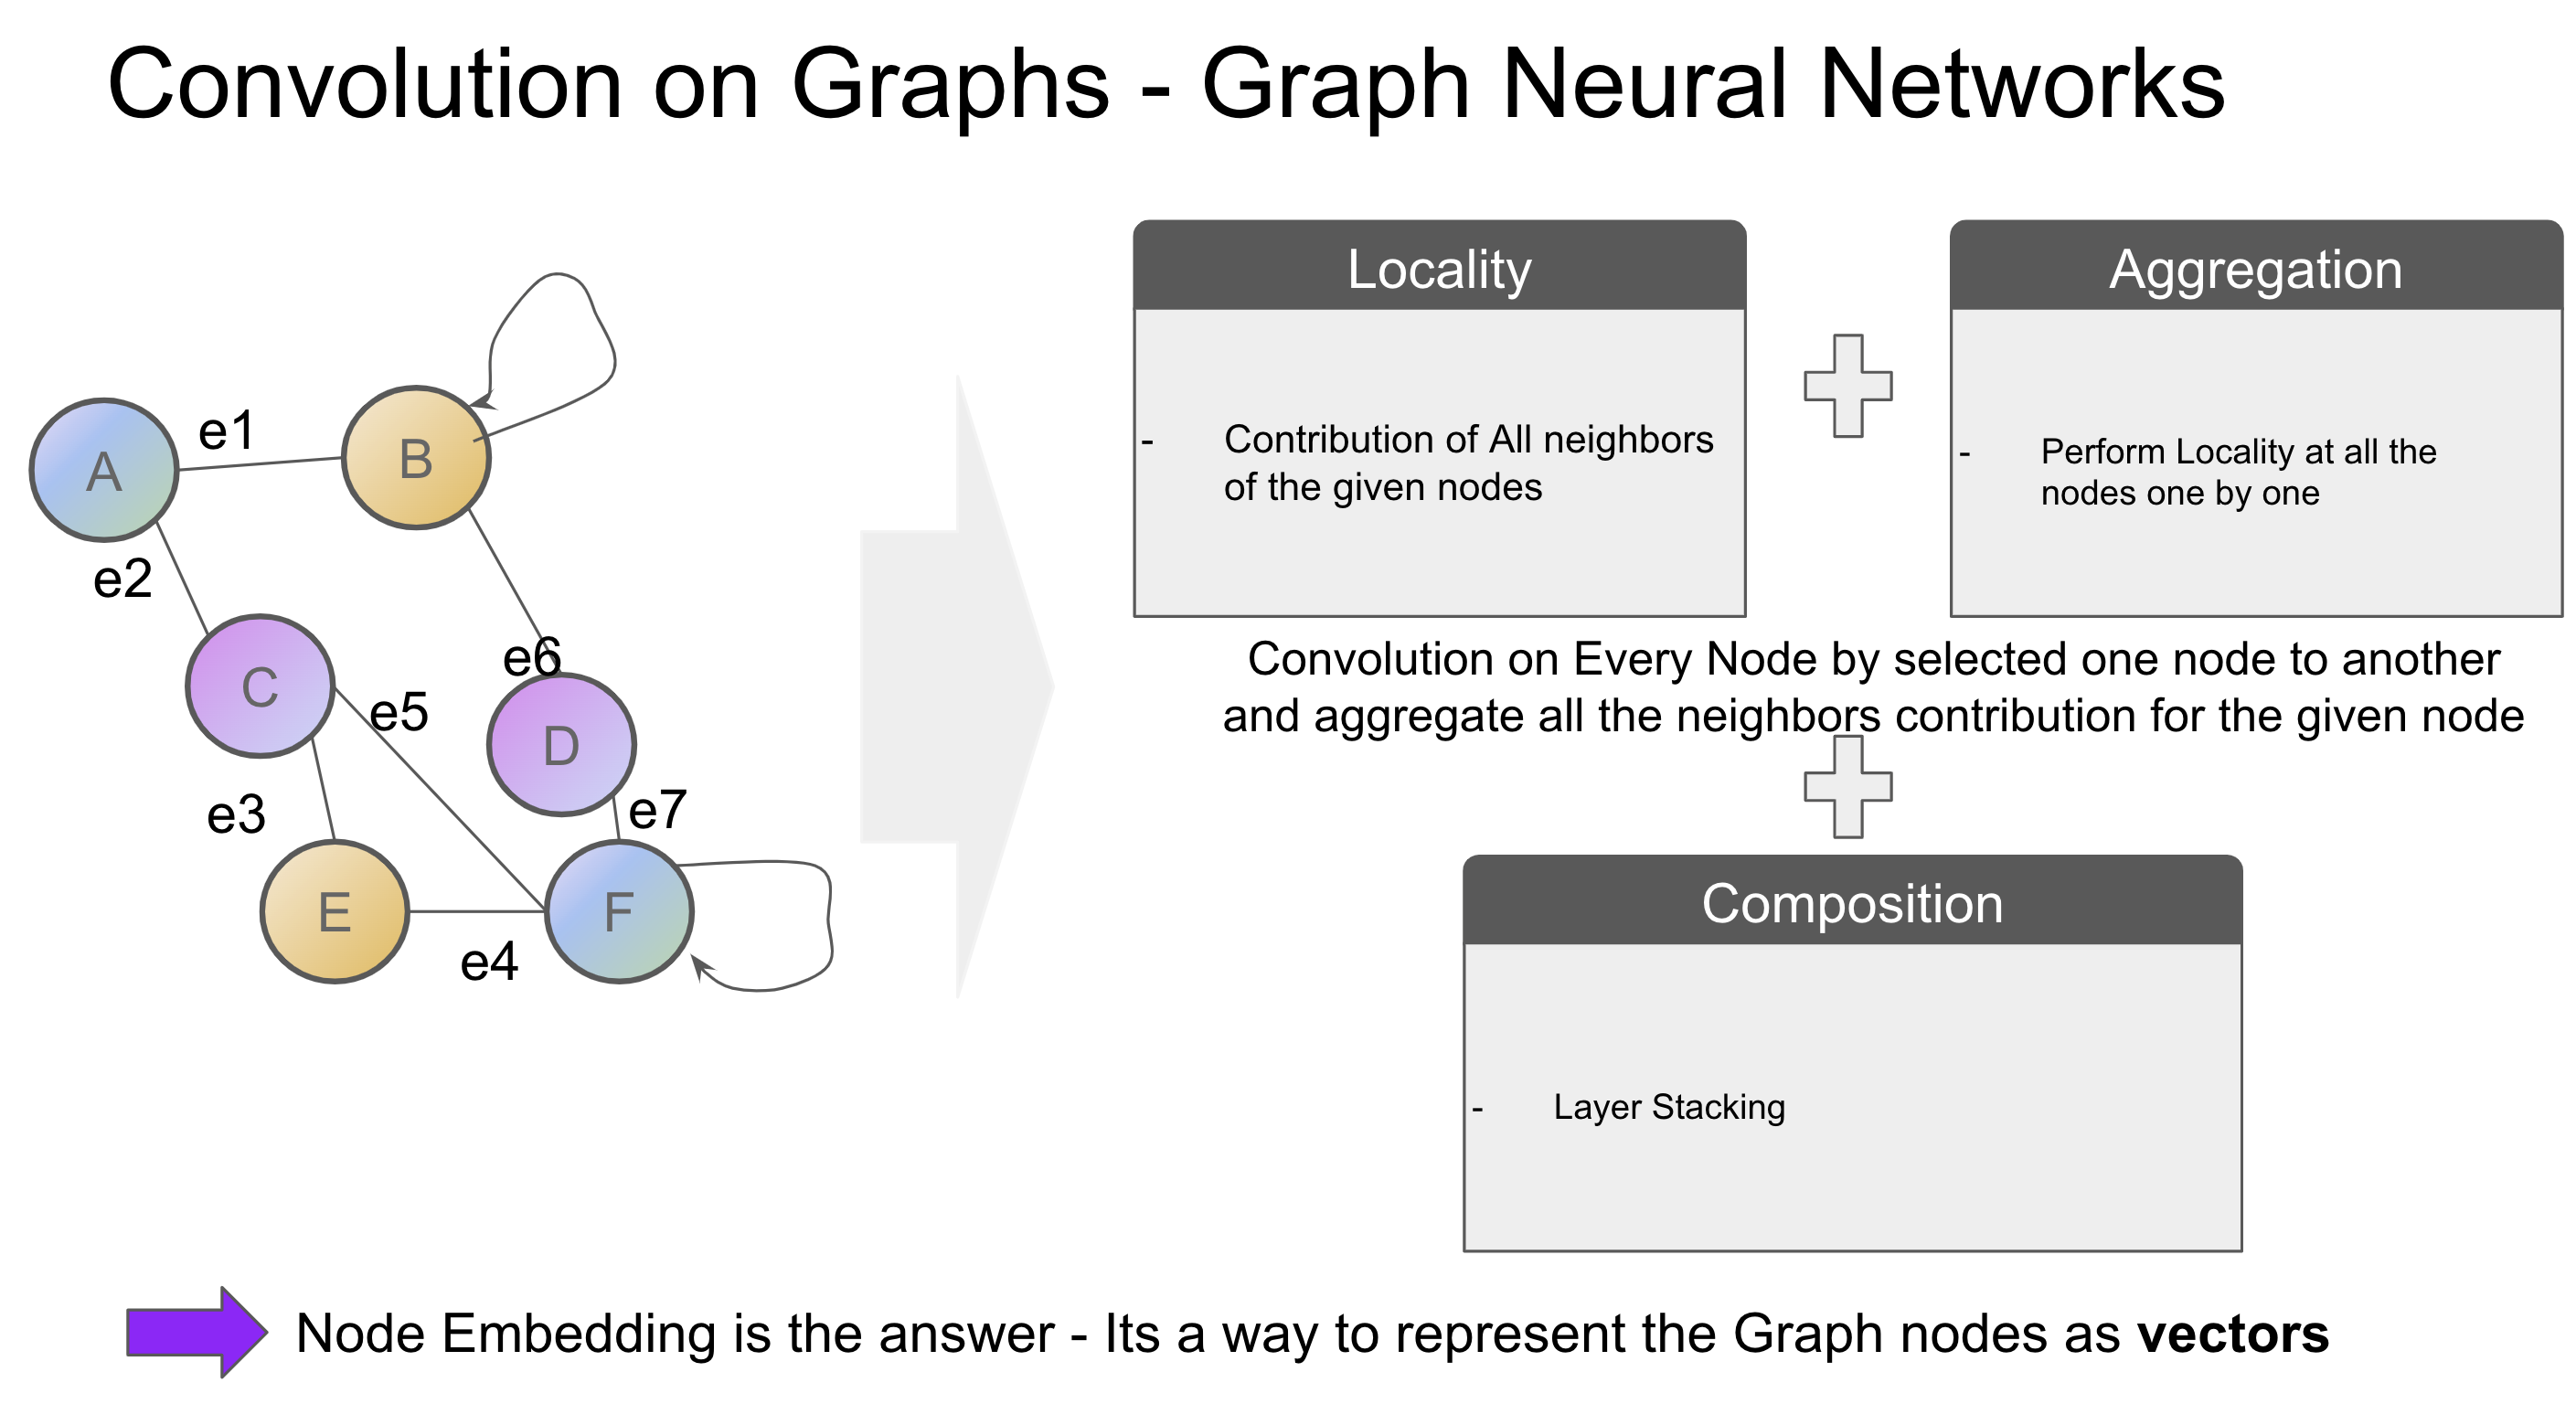 Convolution on Graphs - Graph Neural Networks
A
e1
B
e2
C
e5
e6
D
e3
e7
E
e4
F
Locality
- Contribution of All neighbors
of the given nodes
Aggregation
- Perform Locality at all the
nodes one by one
Convolution on Every Node by selected one node to another
and aggregate all the neighbors contribution for the given node
Composition
- Layer Stacking
Node Embedding is the answer - Its a way to represent the Graph nodes as vectors